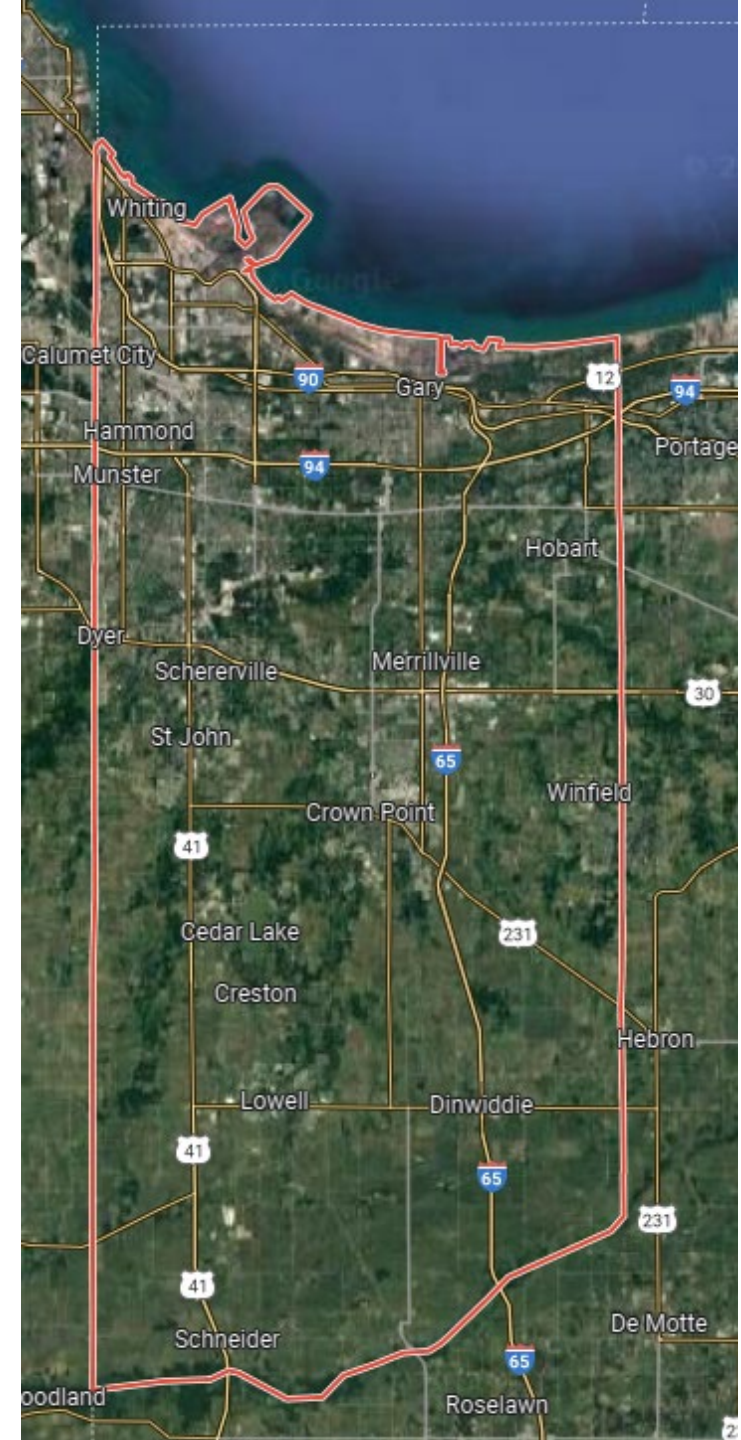 Whiting
Google
Calumet City
90
Gary
12
94
Hammond
Portage
94
Munster
Hobart
Dyer
Schererville
Merrillville
30
St John
65
Winfield
Crown Point
41
Cedar Lake
231
Creston
Hebron
Lowell
Dinwiddie
41
65
231
41
De Motte
Schneider
65
oodland
Roselawn